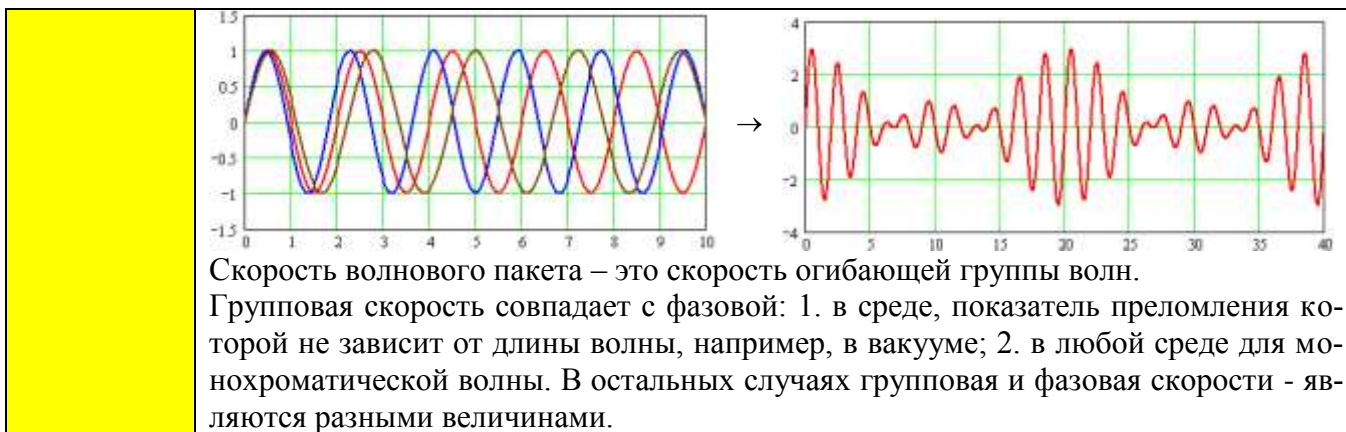 1.5
1
0.5
0
-0.5
-1
-1.5
0 1 2 3 4 5 6 7 8 9 10
→
4
2
0
-2
-4
0 5 10 15 20 25 30 35 40
Скорость волнового пакета – это скорость огибающей группы волн.
Групповая скорость совпадает с фазовой: 1. в среде, показатель преломления ко-
торой не зависит от длины волны, например, в вакууме; 2. в любой среде для мо-
нохроматической волны. В остальных случаях групповая и фазовая скорости - яв-
ляются разными величинами.